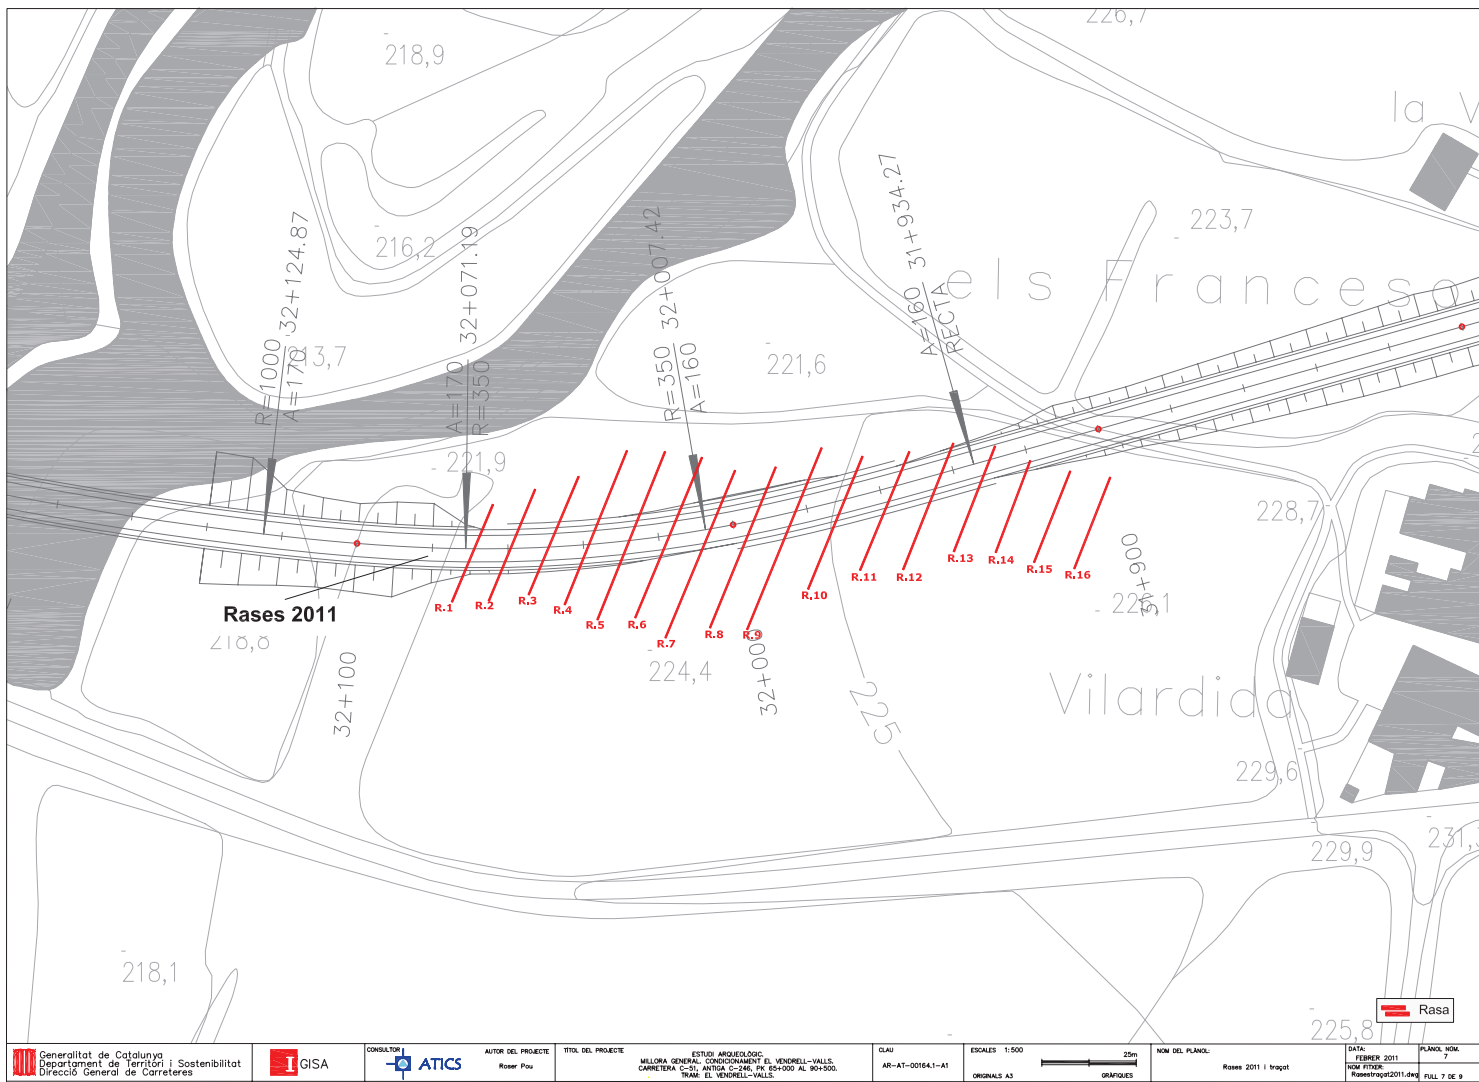 226,7
218,9
la V
223,7
216,2
els Francesc
A=160 31+934.27
RECTA
R=350 32+007.42
A=160
A=170 32+071.19
R=350
R=1000 32+124.87
A=170
213,7
221,6
221,9
228,7
R.1
R.2
R.3
R.4
R.5
R.6
R.7
R.8
R.9
R.10
R.11
R.12
R.13
R.14
R.15
R.16
Rases 2011
218,8
224,4
31+900
32+000
32+100
225
Vilardida
229,6
229,9
231,3
218,1
225,8
Rasa
Generalitat de Catalunya
Departament de Territori i Sostenibilitat
Direcció General de Carreteres
GISA
CONSULTOR
ATICS
AUTOR DEL PROJECTE
Roser Pou
TÍTOL DEL PROJECTE
ESTUDI ARQUEOLÒGIC.
MILLORA GENERAL. CONDICIONAMENT EL VENDRELL-VALLS.
CARRETERA C-51, ANTIGA C-246, PK 65+000 AL 90+500.
TRAM: EL VENDRELL-VALLS.
CLAU
AR-AT-00164.1-A1
ESCALES 1:500
25m
ORIGINALS A3
GRÀFIQUES
NOM DEL PLÀNOL:
Rases 2011 i traçat
DATA:
FEBRER 2011
NOM FITXER:
Rasestraçat2011.dwg
PLÀNOL NÚM.
7
FULL 7 DE 9